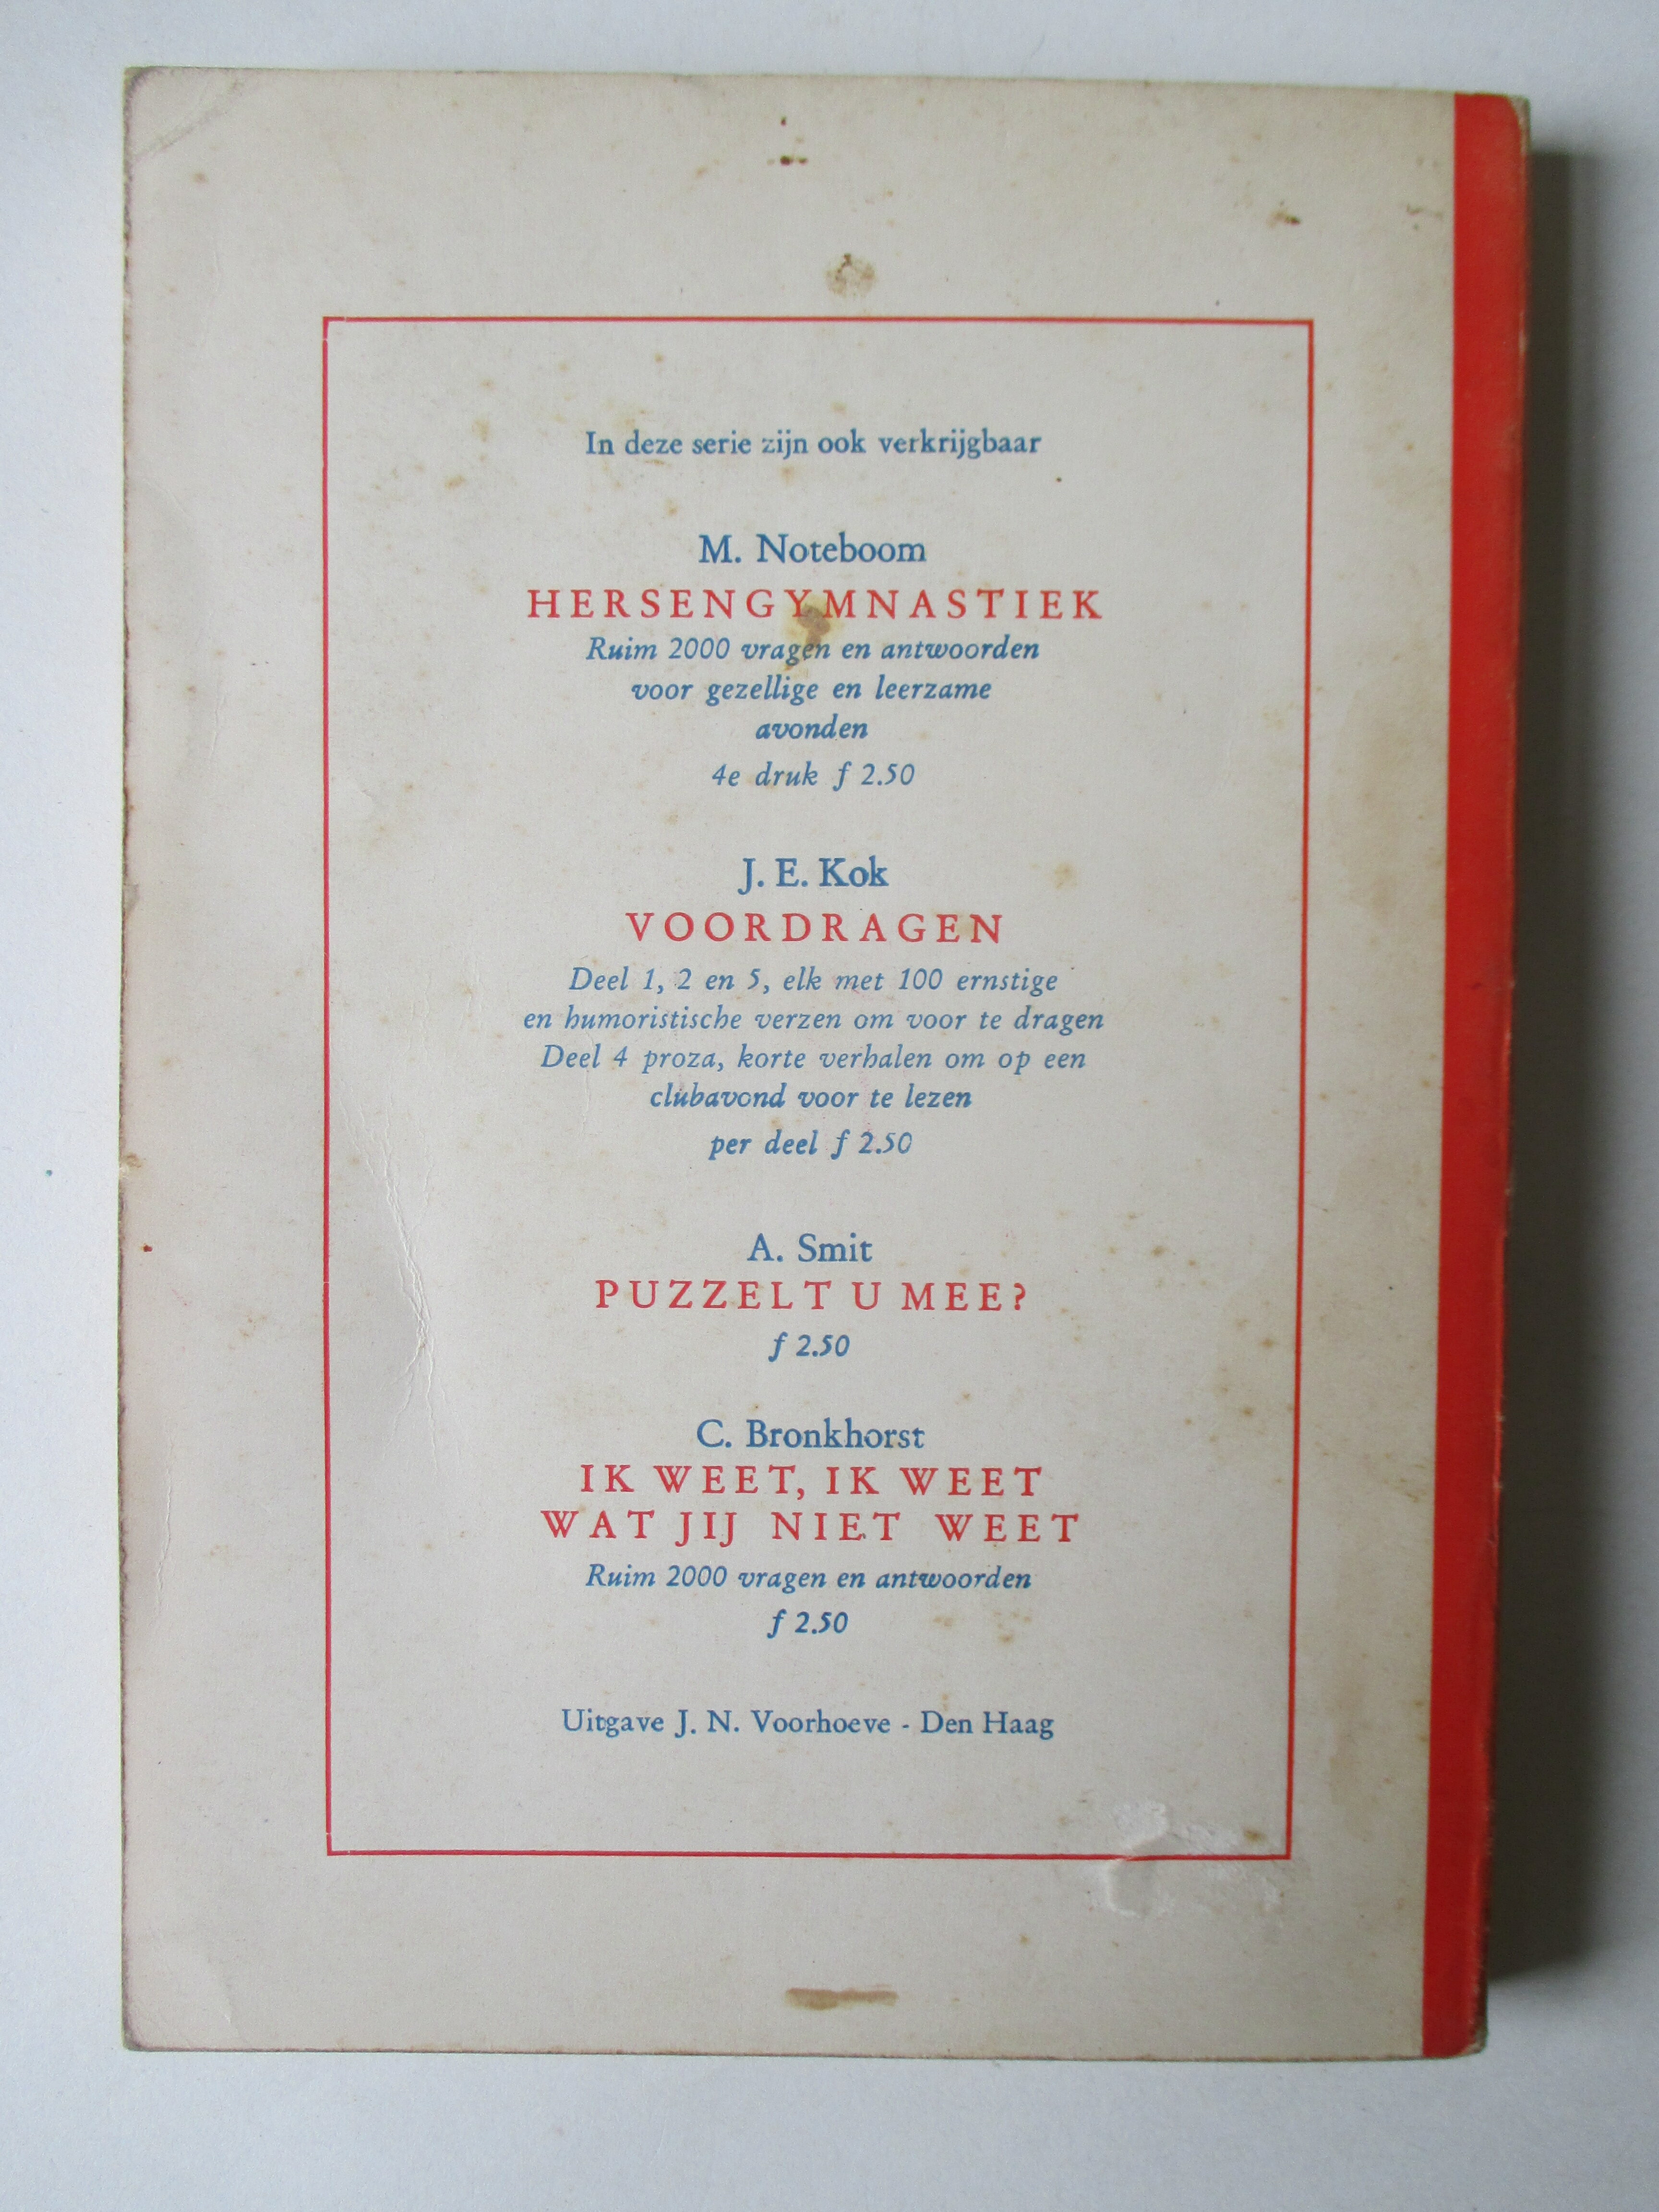 In deze serie zijn ook verkrijgbaar
M. Noteboom
HERSENGYMNASTIEK
Ruim 2000 vragen en antwoorden
voor gezellige en leerzame
avonden
4e druk f 2.50
J. E. Kok
VOORDRAGEN
Deel 1, 2 en 5, elk met 100 ernstige
en humoristische verzen om voor te dragen
Deel 4 proza, korte verhalen om op een
clubavond voor te lezen
per deel f 2.50
A. Smit
PUZZELT U MEE?
f 2.50
C. Bronkhorst
IK WEET, IK WEET
WAT JIJ NIET WEET
Ruim 2000 vragen en antwoorden
f 2.50
Uitgave J. N. Voorhoeve - Den Haag